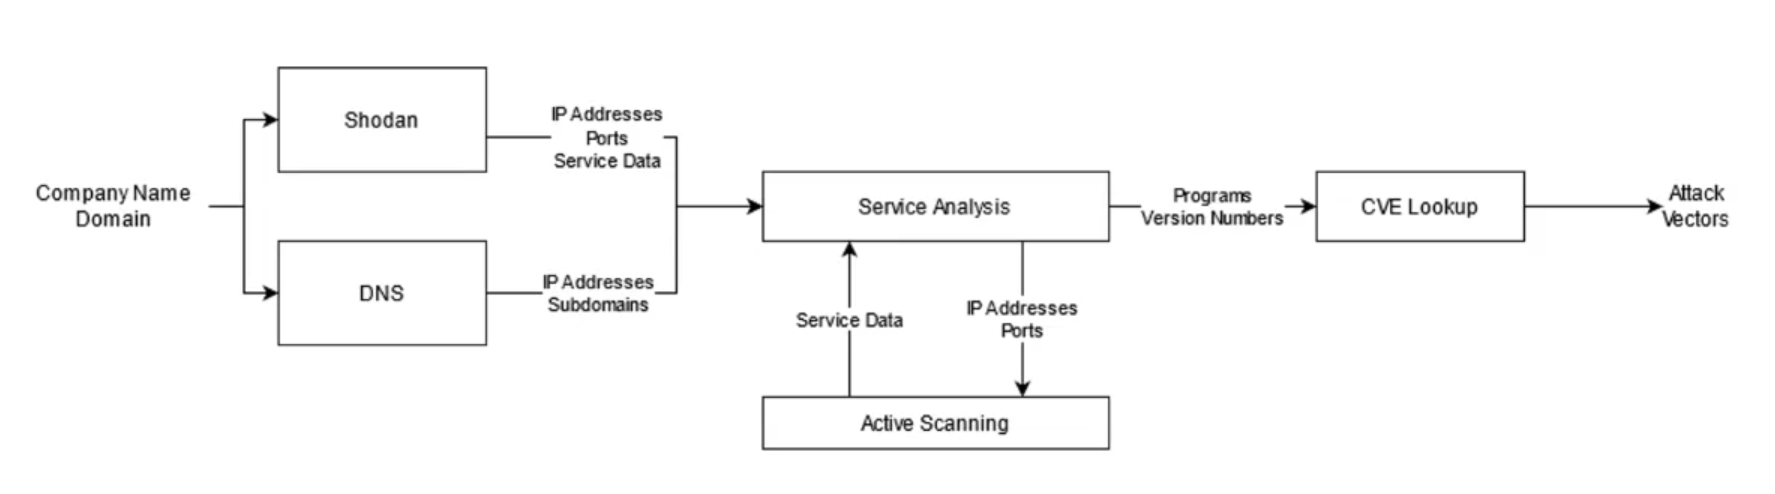 Company Name
Domain
Shodan
DNS
IP Addresses
Ports
Service Data
IP Addresses
Subdomains
Service Analysis
Service Data
IP Addresses
Ports
Active Scanning
Programs
Version Numbers
CVE Lookup
Attack
Vectors